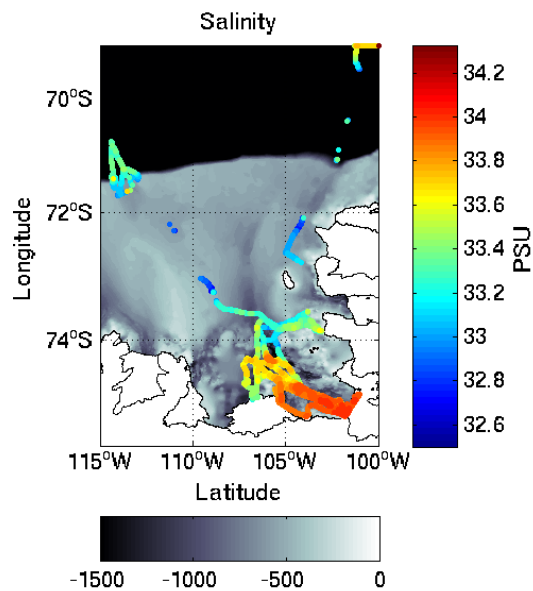 Salinity
70°S
72°S
74°S
Longitude
115°W 110°W 105°W 100°W
Latitude
34.2
34
33.8
33.6
33.4
33.2
33
32.8
32.6
PSU
-1500 -1000 -500 0